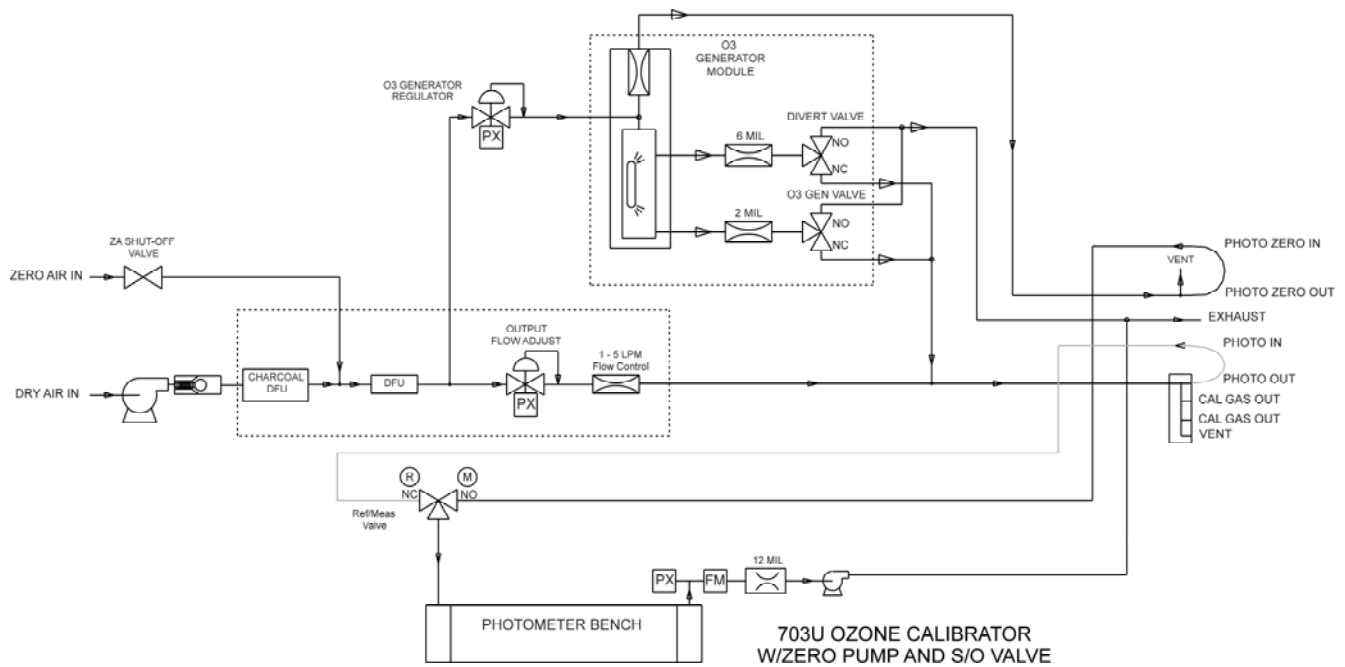 O3
GENERATOR
MODULE
O3 GENERATOR
REGULATOR
PX
DIVERT VALVE
6 MIL
NO
NC
O3 GEN VALVE
2 MIL
NO
NC
ZA SHUT-OFF
VALVE
ZERO AIR IN
PHOTO ZERO IN
VENT
PHOTO ZERO OUT
EXHAUST
OUTPUT
FLOW ADJUST
1 - 5 LPM
Flow Control
PHOTO IN
DRY AIR IN
CHARCOAL
DFU
DFU
PX
PHOTO OUT
CAL GAS OUT
CAL GAS OUT
VENT
R
M
NC
NO
Ref/Meas
Valve
12 MIL
PX
FM
PHOTOMETER BENCH
703U OZONE CALIBRATOR
W/ZERO PUMP AND S/O VALVE